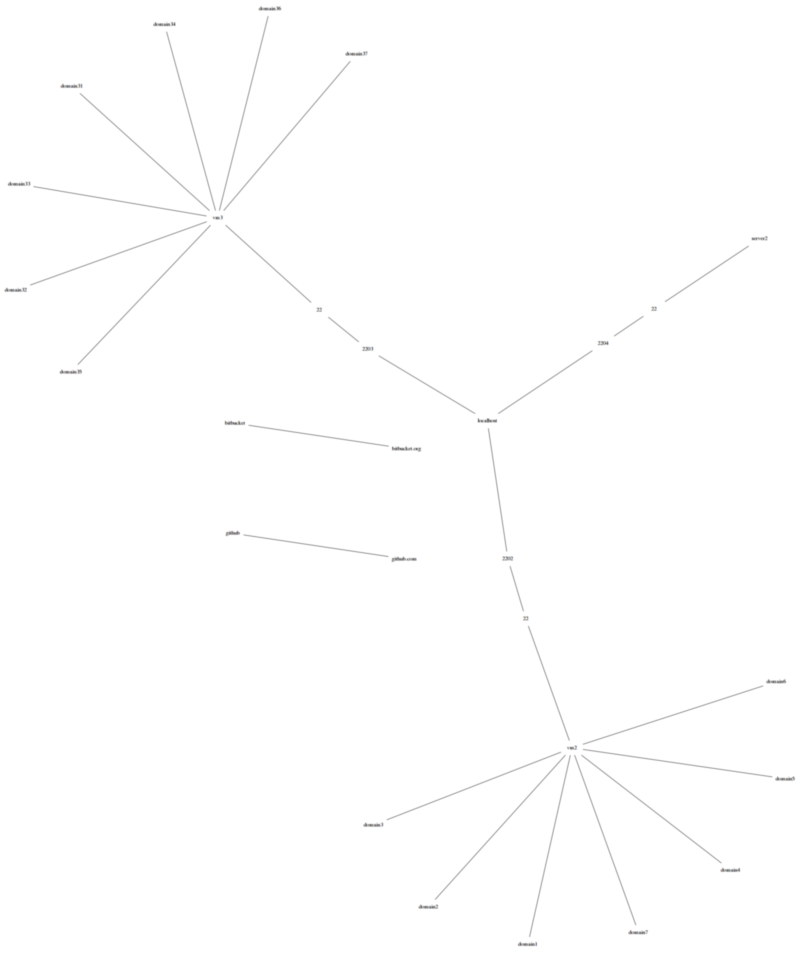 domain36
domain34
domain37
domain31
domain33
vm3
server2
domain32
22
22
2204
2203
domain35
localhost
bitbucket
bitbucket.org
github
github.com
2202
22
domain6
vm2
domain5
domain3
domain4
domain2
domain7
domain1